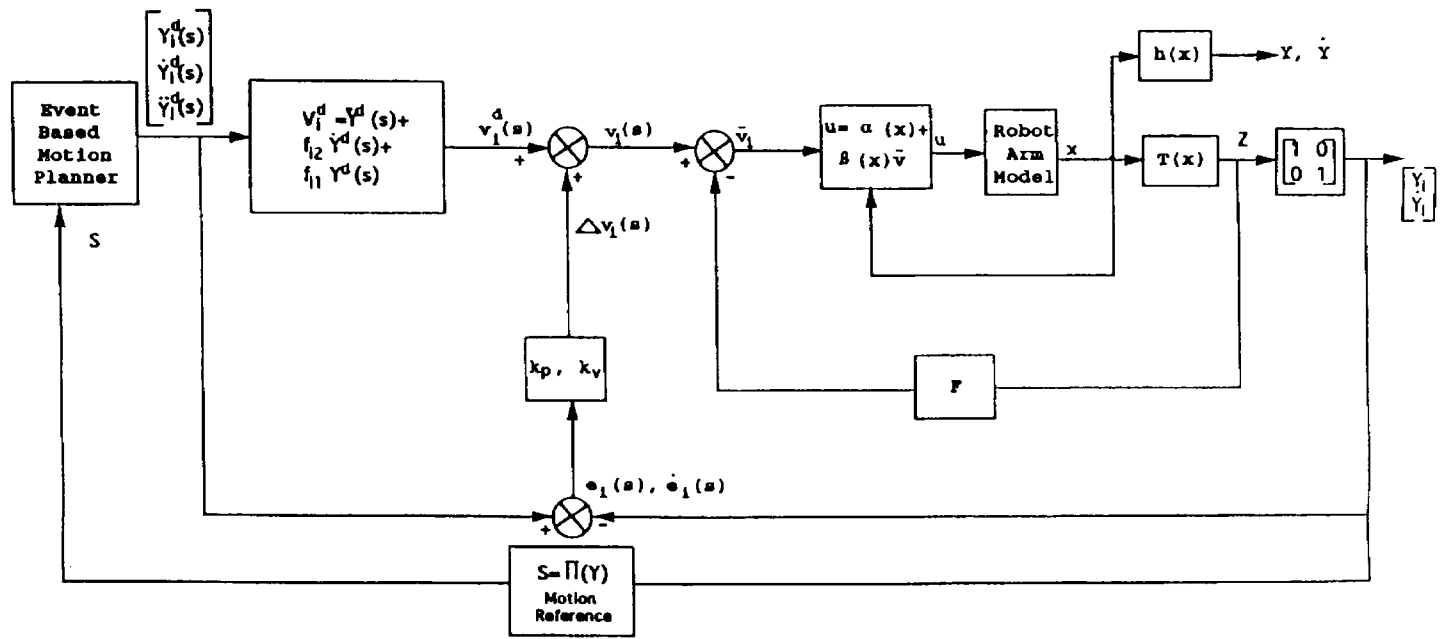 [Y_i^d(s)
Ẏ_i^d(s)
Ÿ_i^d(s)]
Event
Based
Motion
Planner
S
V_i^d = Ÿ^d (s)+
f_i2 Ẏ^d(s)+
f_i1 Y^d(s)
v_i^d(s)
+
+
v_i(s)
Δv_i(s)
k_p, k_v
e_i(s), ė_i(s)
+
-
+
-
v̄_i
u= α (x)+
β (x)v̄
u
Robot
Arm
Model
x
h(x)
Y, Ẏ
T(x)
Z
[1 0
0 1]
[Y_i
Ẏ_i]
F
S=Π(Y)
Motion
Reference